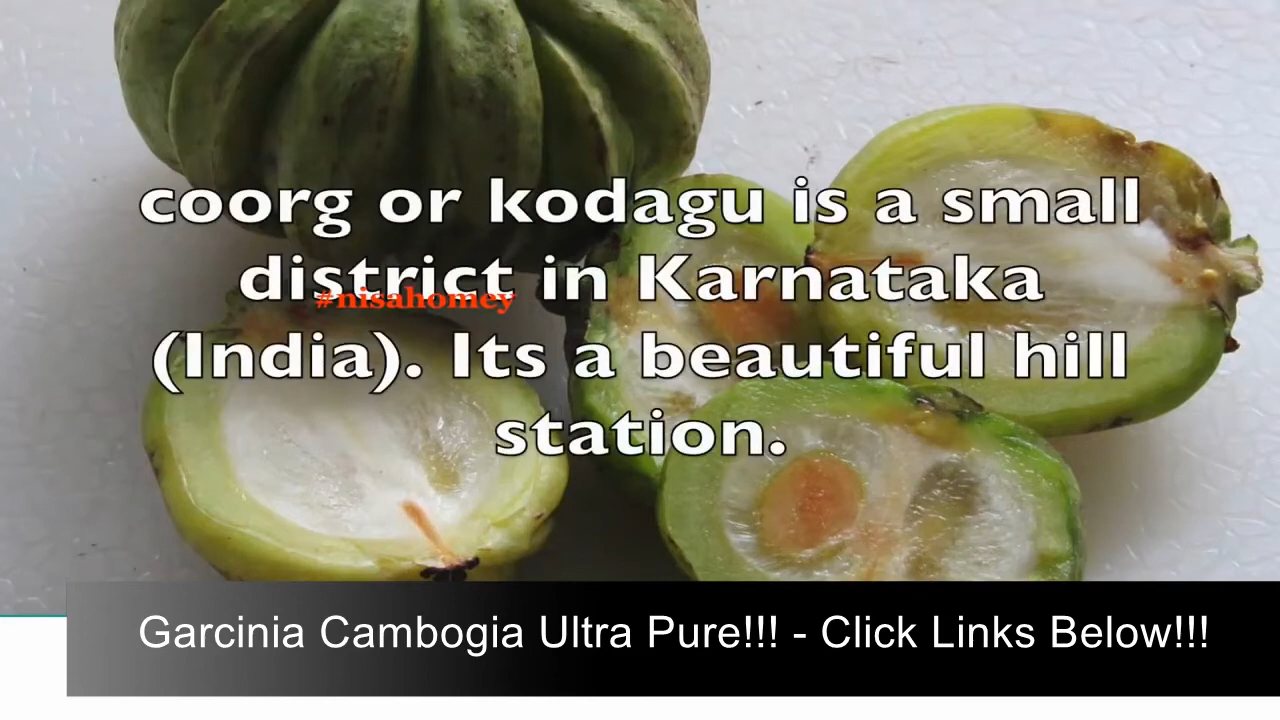 coorg or kodagu is a small
district in Karnataka
#nisahomey
(India). Its a beautiful hill
station.
Garcinia Cambogia Ultra Pure!!! - Click Links Below!!!